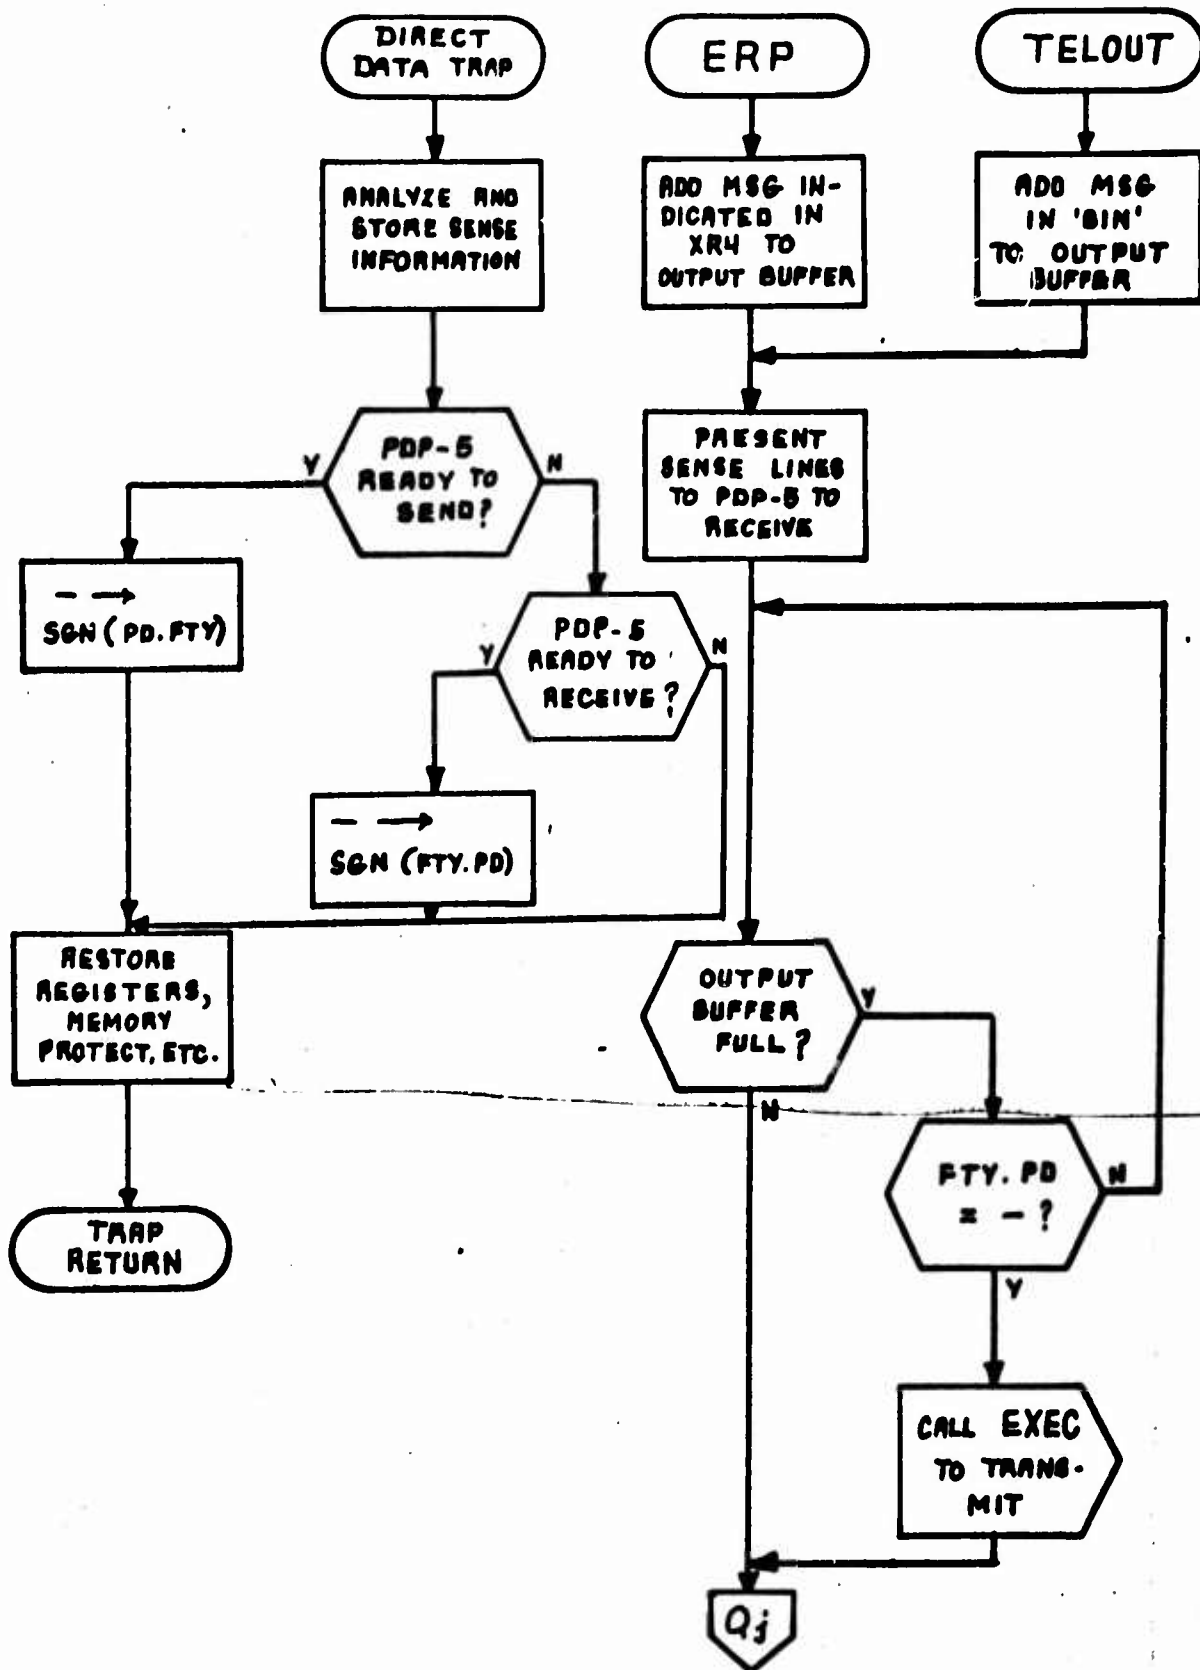 DIRECT
DATA TRAP
ANALYZE AND
STORE SENSE
INFORMATION
PDP-5
READY TO
SEND?
Y
N
— →
SGN (PD.FTY)
PDP-5
READY TO
RECEIVE?
Y
N
— →
SGN (FTY.PD)
RESTORE
REGISTERS,
MEMORY
PROTECT, ETC.
TRAP
RETURN
ERP
ADD MSG IN-
DICATED IN
XR4 TO
OUTPUT BUFFER
TELOUT
ADD MSG
IN 'BIN'
TO OUTPUT
BUFFER
PRESENT
SENSE LINES
TO PDP-5 TO
RECEIVE
OUTPUT
BUFFER
FULL?
Y
N
FTY.PD
= - ?
N
Y
CALL EXEC
TO TRANS-
MIT
Qj